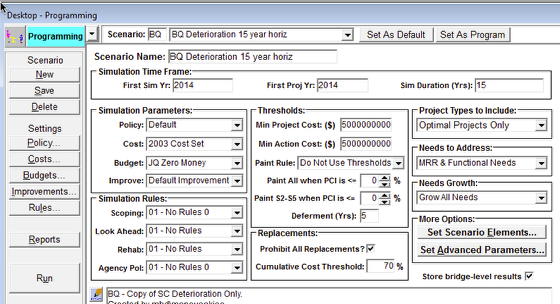 Desktop - Programming
Programming
Scenario: BQ BQ Deterioration 15 year horiz Set As Default Set As Program
Scenario
New
Save
Delete
Settings
Policy...
Costs...
Budgets...
Improvements...
Rules...
Reports
Run
Scenario Name: BQ Deterioration 15 year horiz
Simulation Time Frame:
First Sim Yr: 2014 First Proj Yr: 2014 Sim Duration (Yrs): 15
Simulation Parameters:
Policy: Default
Cost: 2003 Cost Set
Budget: JQ Zero Money
Improve: Default Improvement
Simulation Rules:
Scoping: 01 - No Rules 0
Look Ahead: 01 - No Rules 0
Rehab: 01 - No Rules 0
Agency Pol: 01 - No Rules 0
Thresholds:
Min Project Cost: ($) 5000000000
Min Action Cost: ($) 5000000000
Paint Rule: Do Not Use Thresholds
Paint All when PCI is <= 0 %
Paint S2-S5 when PCI is <= 0 %
Deferment (Yrs): 5
Replacements:
Prohibit All Replacements?
Cumulative Cost Threshold: 70 %
Project Types to Include:
Optimal Projects Only
Needs to Address:
MRR & Functional Needs
Needs Growth:
Grow All Needs
More Options:
Set Scenario Elements...
Set Advanced Parameters...
Store bridge-level results
BQ - Copy of SC Deterioration Only.